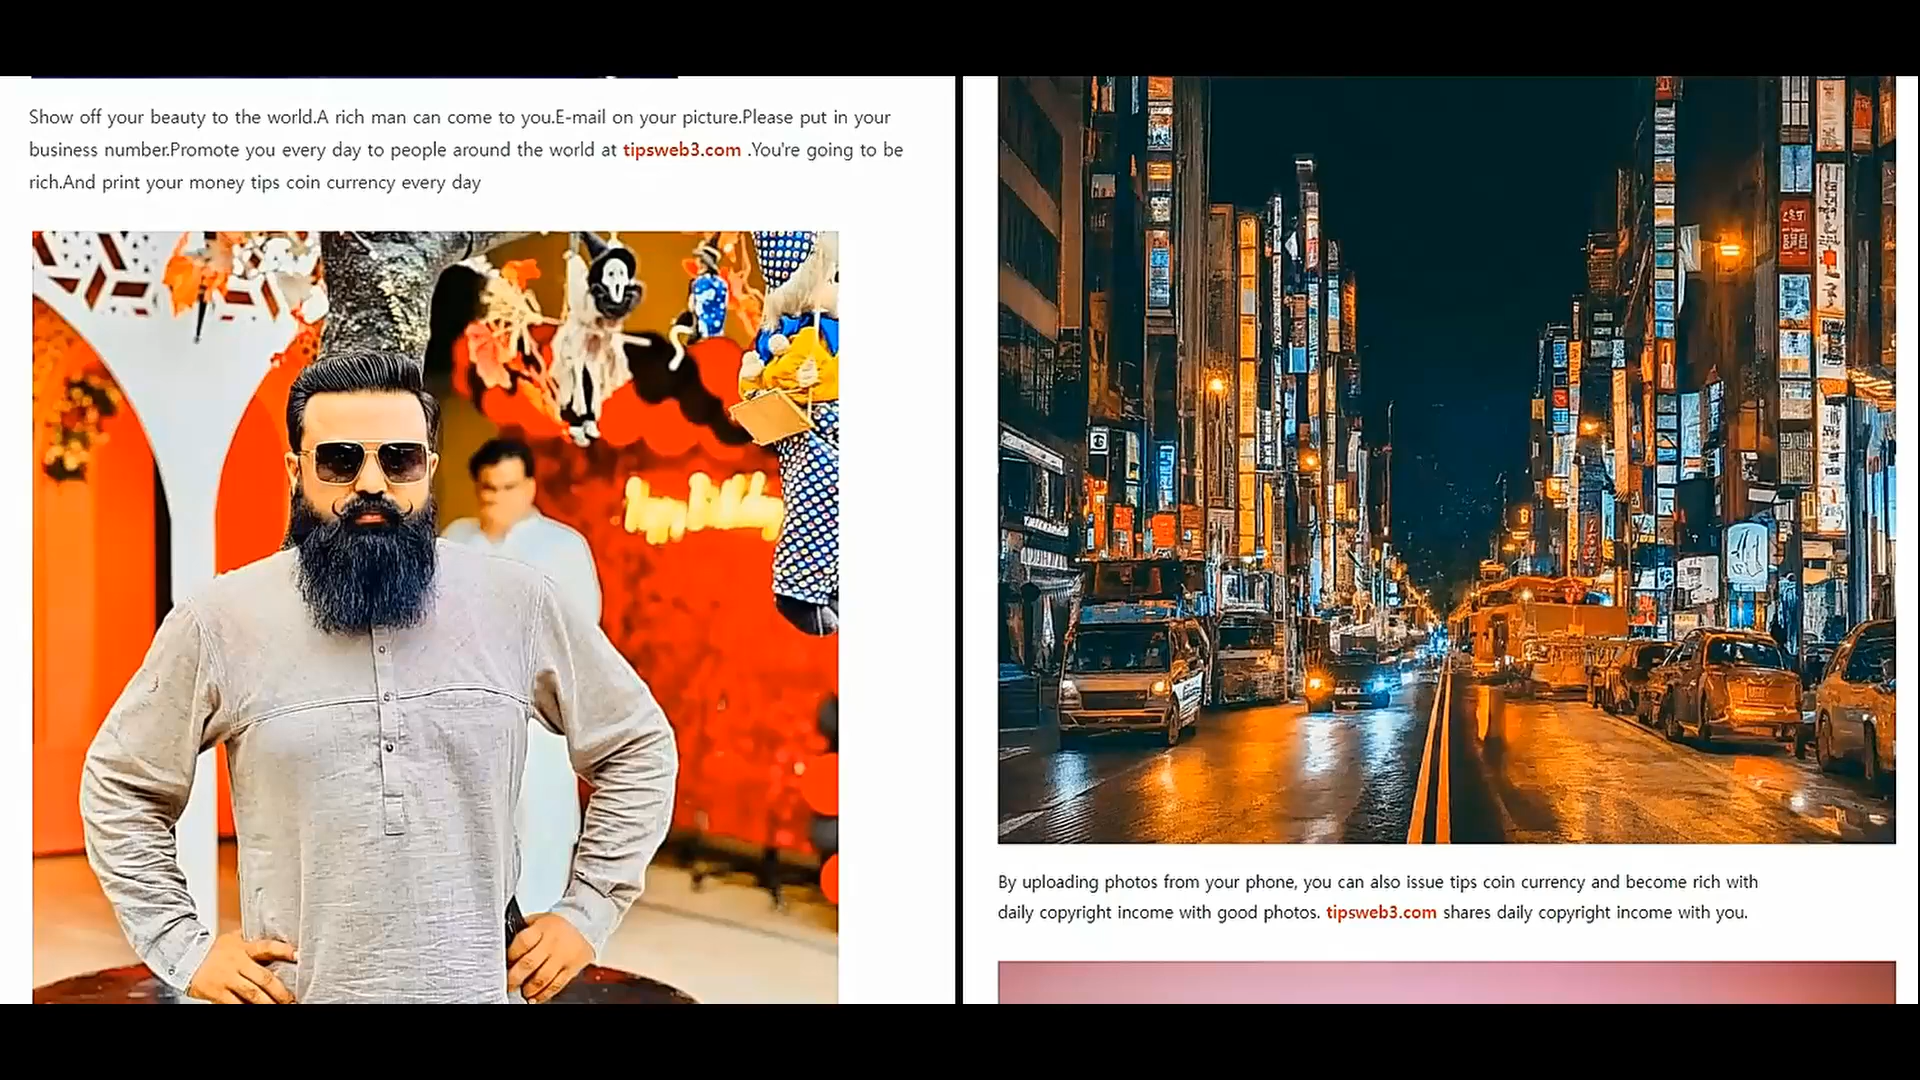 Show off your beauty to the world.A rich man can come to you.E-mail on your picture.Please put in your
business number.Promote you every day to people around the world at tipsweb3.com .You're going to be
rich.And print your money tips coin currency every day
By uploading photos from your phone, you can also issue tips coin currency and become rich with
daily copyright income with good photos. tipsweb3.com shares daily copyright income with you.